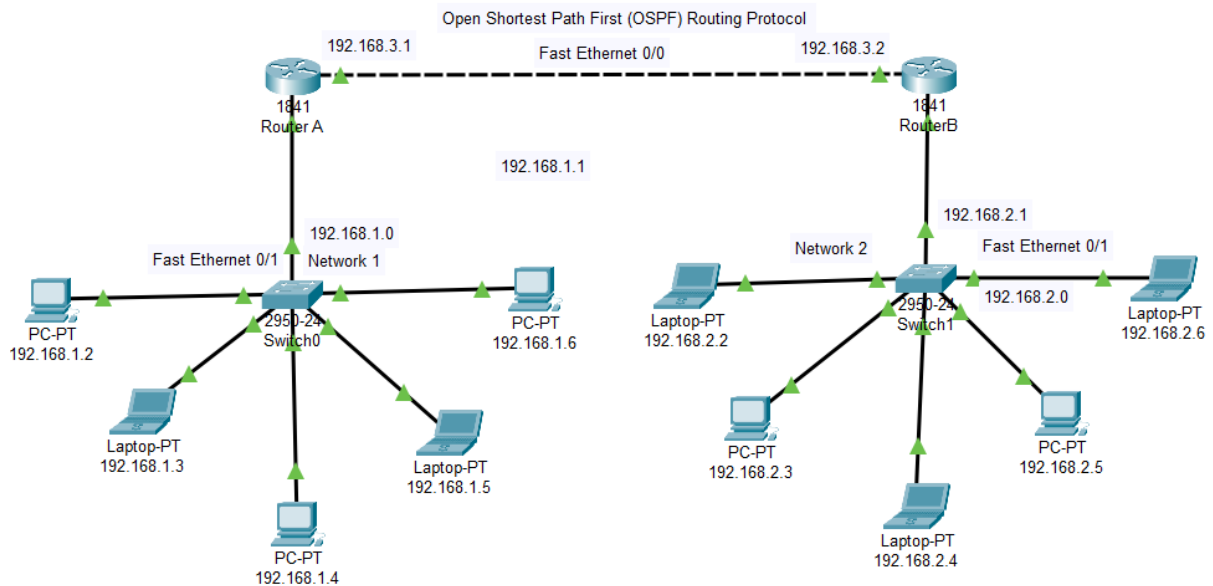 Open Shortest Path First (OSPF) Routing Protocol
192.168.3.1
Fast Ethernet 0/0
192.168.3.2
1841
Router A
1841
RouterB
192.168.1.1
192.168.1.0
192.168.2.1
Fast Ethernet 0/1
Network 1
Network 2
Fast Ethernet 0/1
192.168.2.0
2950-24
Switch0
2950-24
Switch1
PC-PT
192.168.1.2
PC-PT
192.168.1.6
Laptop-PT
192.168.2.2
Laptop-PT
192.168.2.6
Laptop-PT
192.168.1.3
Laptop-PT
192.168.1.5
PC-PT
192.168.2.3
PC-PT
192.168.2.5
PC-PT
192.168.1.4
Laptop-PT
192.168.2.4